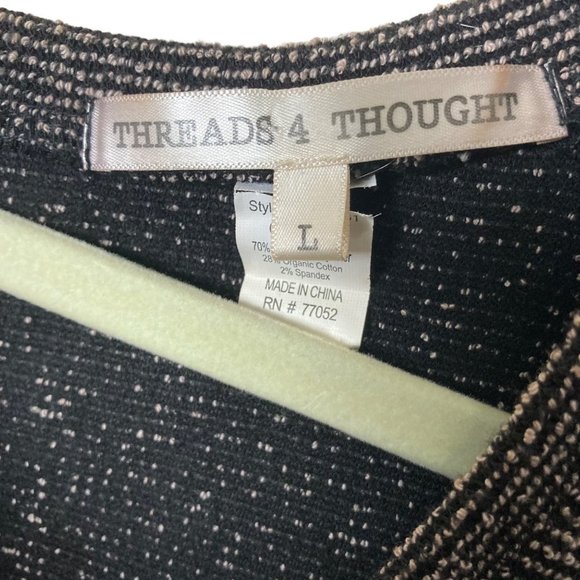 THREADS 4 THOUGHT
L
70%
28% Organic Cotton
2% Spandex
MADE IN CHINA
RN # 77052